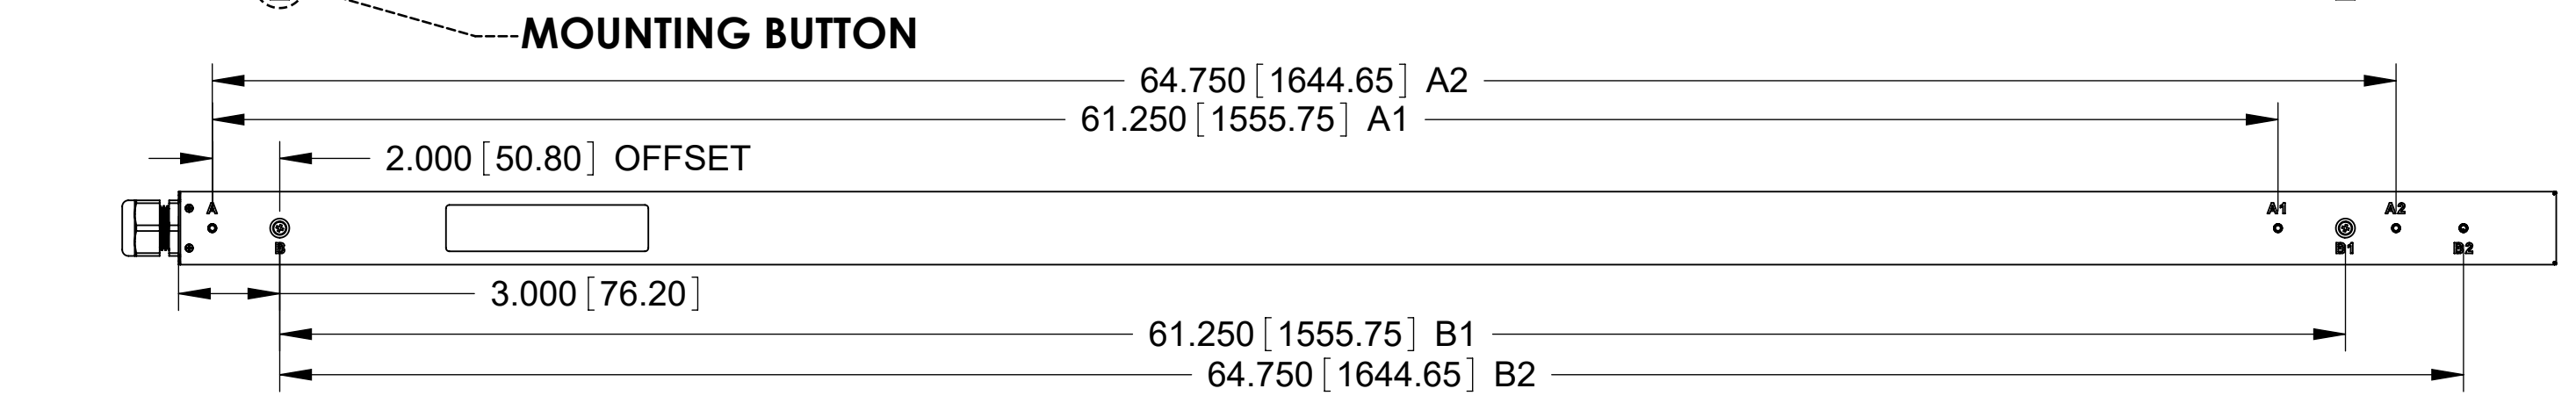 MOUNTING BUTTON
64.750 [1644.65] A2
61.250 [1555.75] A1
2.000 [50.80] OFFSET
A
A1
A2
B
B1
B2
3.000 [76.20]
61.250 [1555.75] B1
64.750 [1644.65] B2